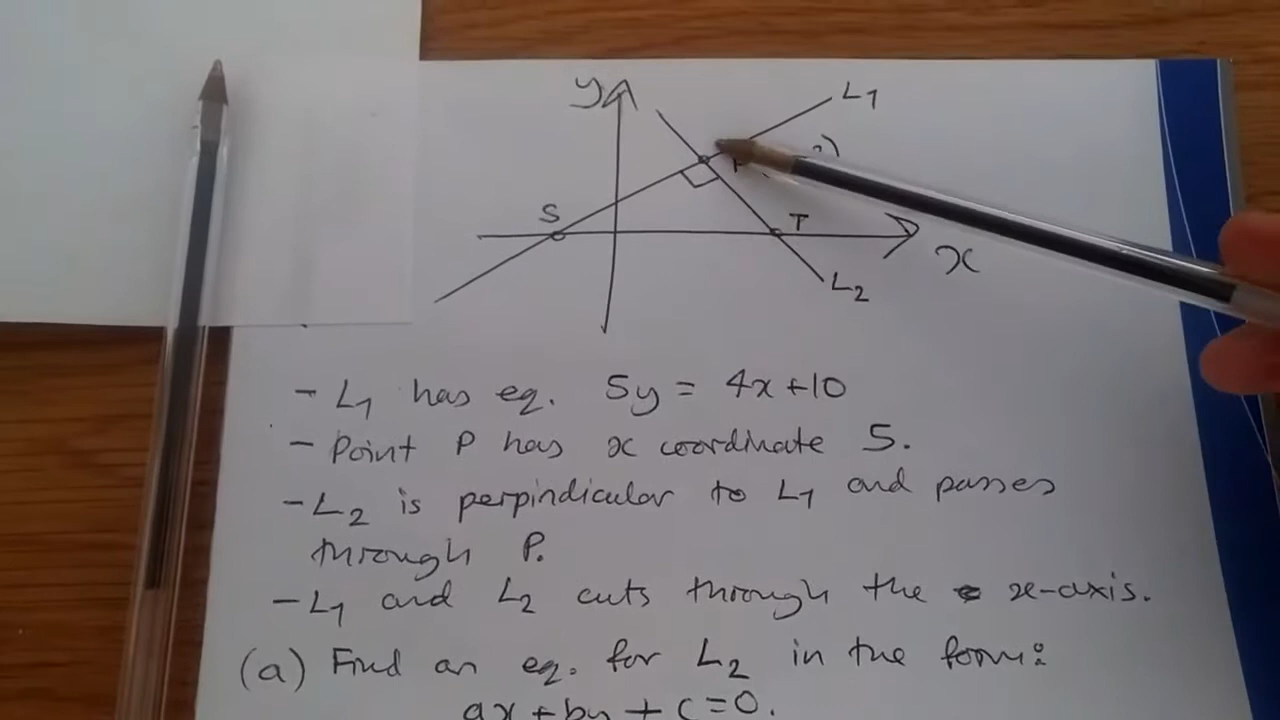 y
L1
S
T
x
L2
- L1 has eq. 5y = 4x+10
- Point P has x coordinate 5.
- L2 is perpindicular to L1 and passes
through P.
- L1 and L2 cuts through the x-axis.
(a) Find an eq. for L2 in the form:
ax + by + c = 0.